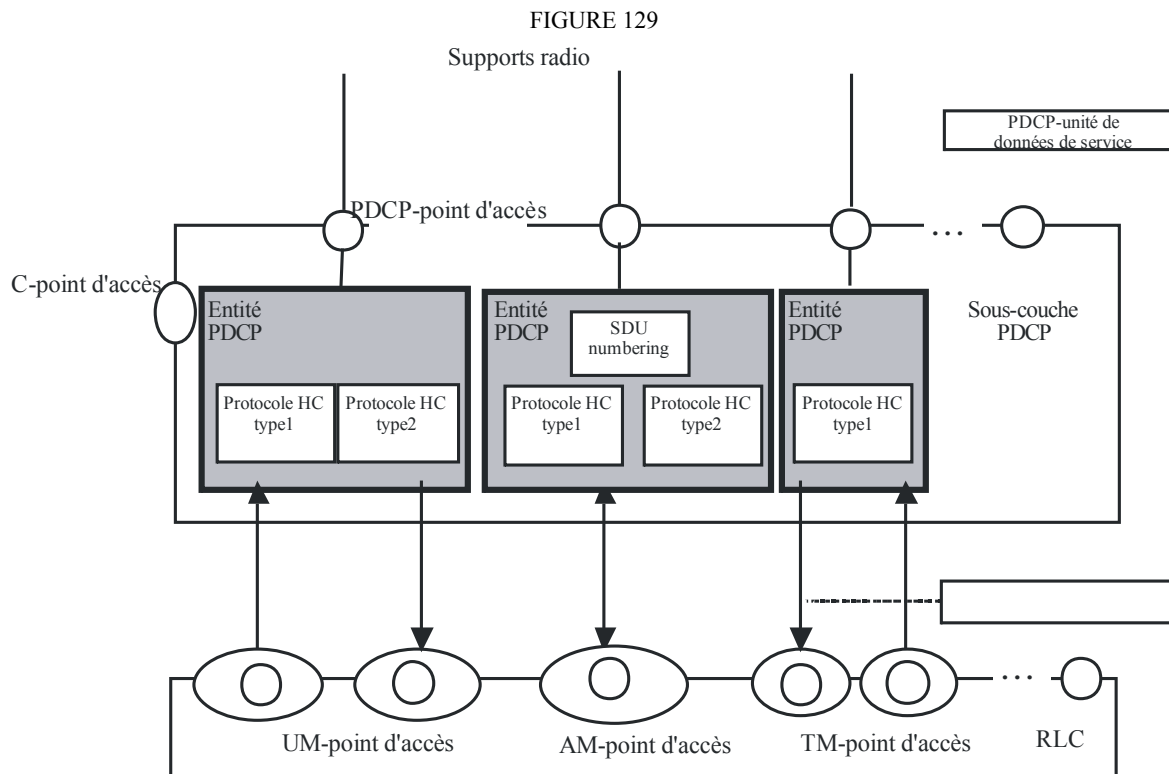 FIGURE 129
Supports radio
PDCP-unité de
données de service
PDCP-point d'accès
...
C-point d'accès
Entité
PDCP
SDU
numbering
Protocole HC
type1
Protocole HC
type2
Entité
PDCP
Protocole HC
type1
Protocole HC
type2
Entité
PDCP
Protocole HC
type1
Sous-couche
PDCP
...
UM-point d'accès
AM-point d'accès
TM-point d'accès
RLC